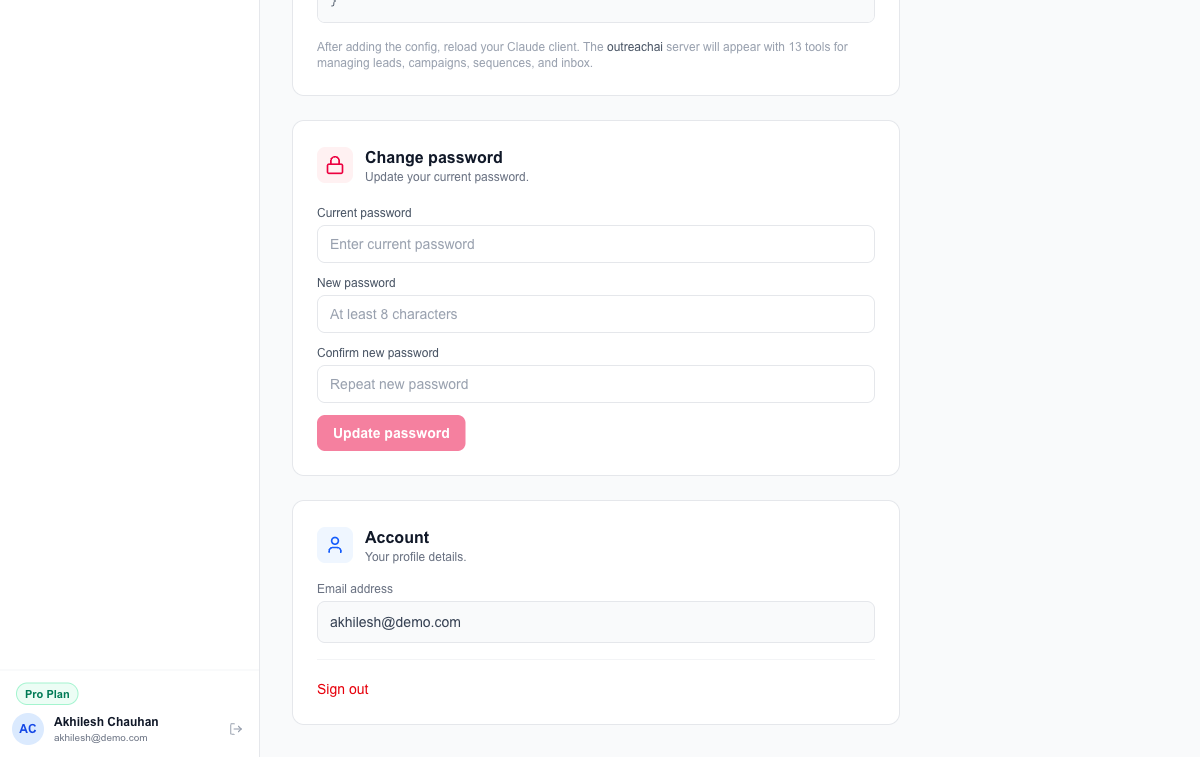 }
After adding the config, reload your Claude client. The outreachai server will appear with 13 tools for
managing leads, campaigns, sequences, and inbox.
Change password
Update your current password.
Current password
Enter current password
New password
At least 8 characters
Confirm new password
Repeat new password
Update password
Account
Your profile details.
Email address
akhilesh@demo.com
Sign out
Pro Plan
AC
Akhilesh Chauhan
akhilesh@demo.com